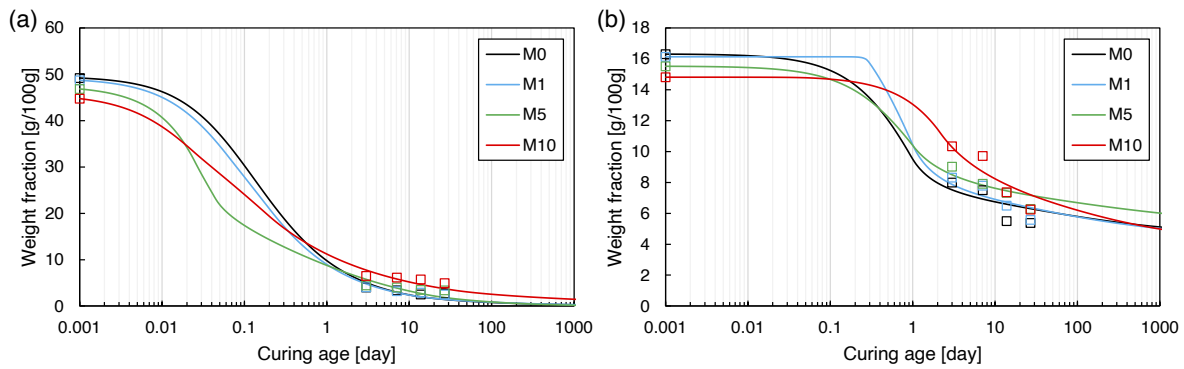 (a)
60
50
40
30
20
10
0
Weight fraction [g/100g]
0.001 0.01 0.1 1 10 100 1000
Curing age [day]
M0
M1
M5
M10
(b)
18
16
14
12
10
8
6
4
2
0
Weight fraction [g/100g]
0.001 0.01 0.1 1 10 100 1000
Curing age [day]
M0
M1
M5
M10